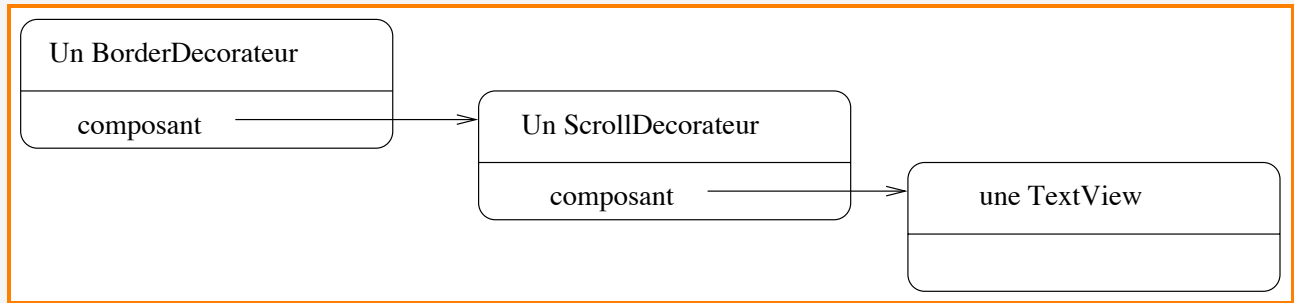 Un BorderDecorateur
composant
Un ScrollDecorateur
composant
une TextView